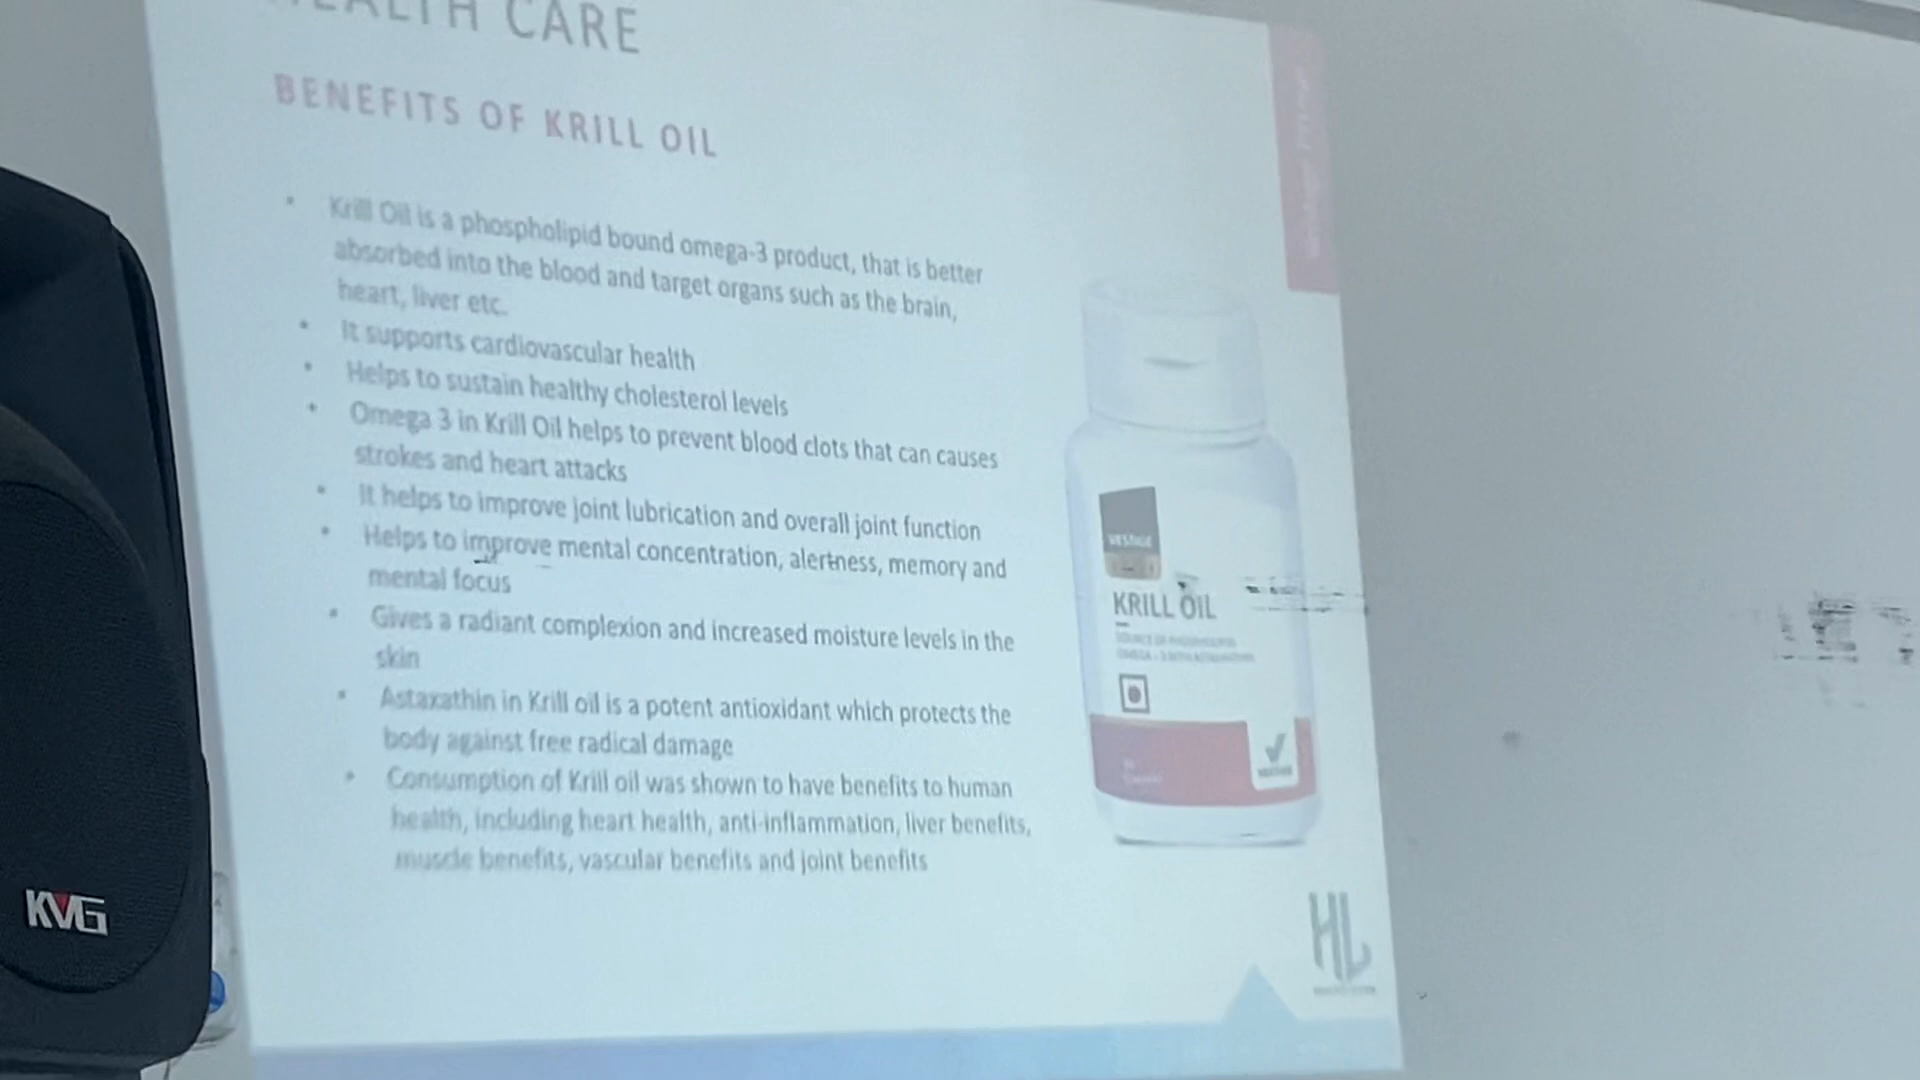 HEALTH CARE
BENEFITS OF KRILL OIL
• Krill Oil is a phospholipid bound omega-3 product, that is better
absorbed into the blood and target organs such as the brain,
heart, liver etc.
• It supports cardiovascular health
• Helps to sustain healthy cholesterol levels
• Omega 3 in Krill Oil helps to prevent blood clots that can causes
strokes and heart attacks
• It helps to improve joint lubrication and overall joint function
• Helps to improve mental concentration, alertness, memory and
mental focus
• Gives a radiant complexion and increased moisture levels in the
skin
• Astaxathin in Krill oil is a potent antioxidant which protects the
body against free radical damage
• Consumption of Krill oil was shown to have benefits to human
health, including heart health, anti-inflammation, liver benefits,
muscle benefits, vascular benefits and joint benefits
VESTIGE
KRILL OIL
HL
KVG